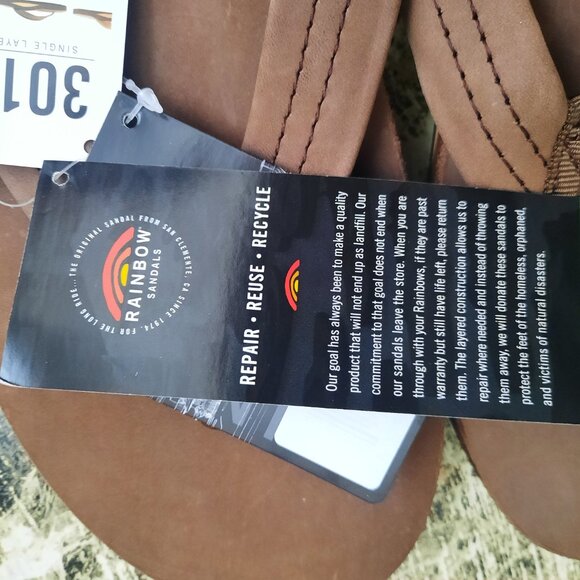 301
SINGLE LAYE
THE ORIGINAL SANDAL FROM SAN CLEMENTE, CA SINCE 1974 • FOR THE LONG RIDE...
RAINBOW
SANDALS
REPAIR • REUSE • RECYCLE
Our goal has always been to make a quality
product that will not end up as landfill. Our
commitment to that goal does not end when
our sandals leave the store. When you are
through with your Rainbows, if they are past
warranty but still have life left, please return
them. The layered construction allows us to
repair where needed and instead of throwing
them away, we will donate these sandals to
protect the feet of the homeless, orphaned,
and victims of natural disasters.